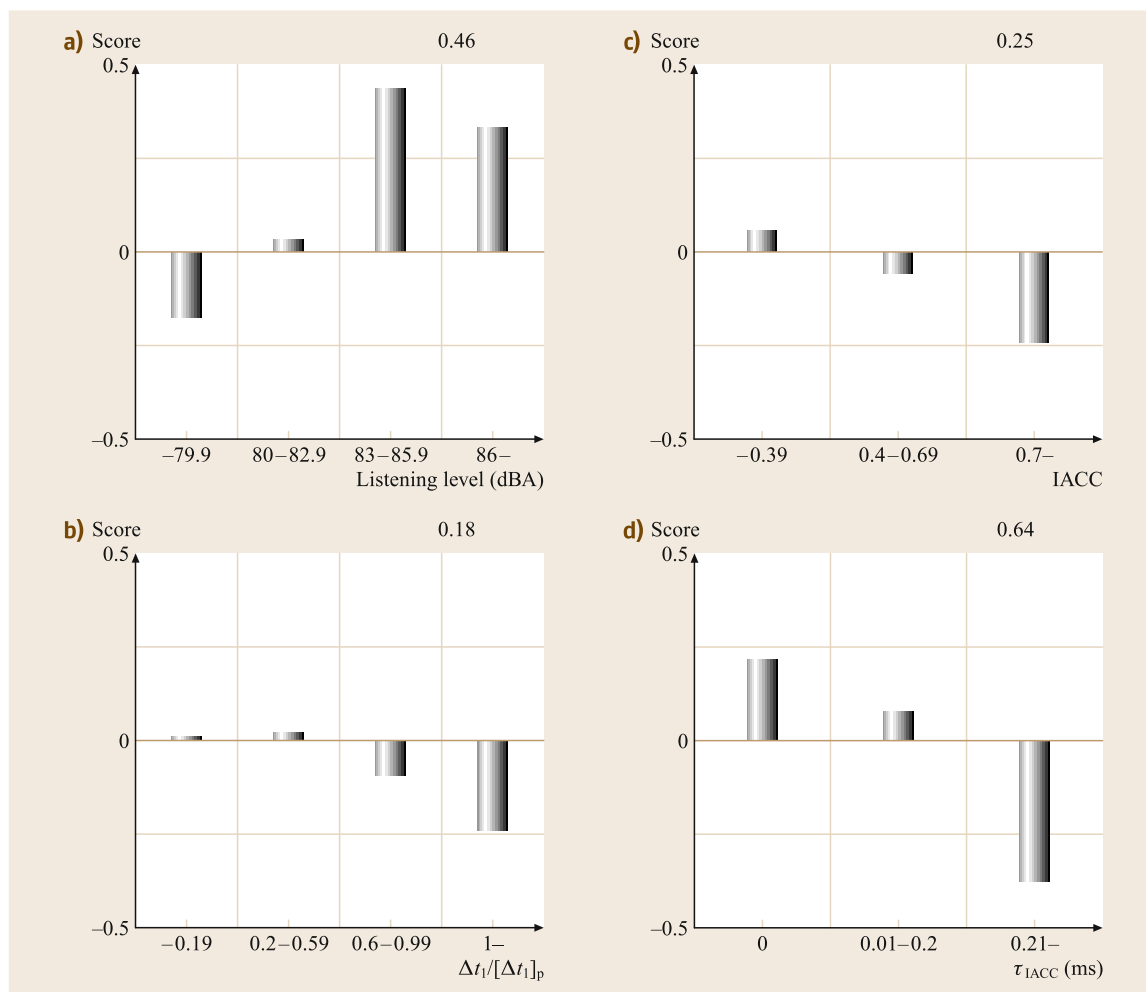 a) Score 0.46
0.5
0
–0.5
–79.9 80–82.9 83–85.9 86–
Listening level (dBA)
b) Score 0.18
0.5
0
–0.5
–0.19 0.2–0.59 0.6–0.99 1–
Δt₁/[Δt₁]ₚ
c) Score 0.25
0.5
0
–0.5
–0.39 0.4–0.69 0.7–
IACC
d) Score 0.64
0.5
0
–0.5
0 0.01–0.2 0.21–
τ IACC (ms)